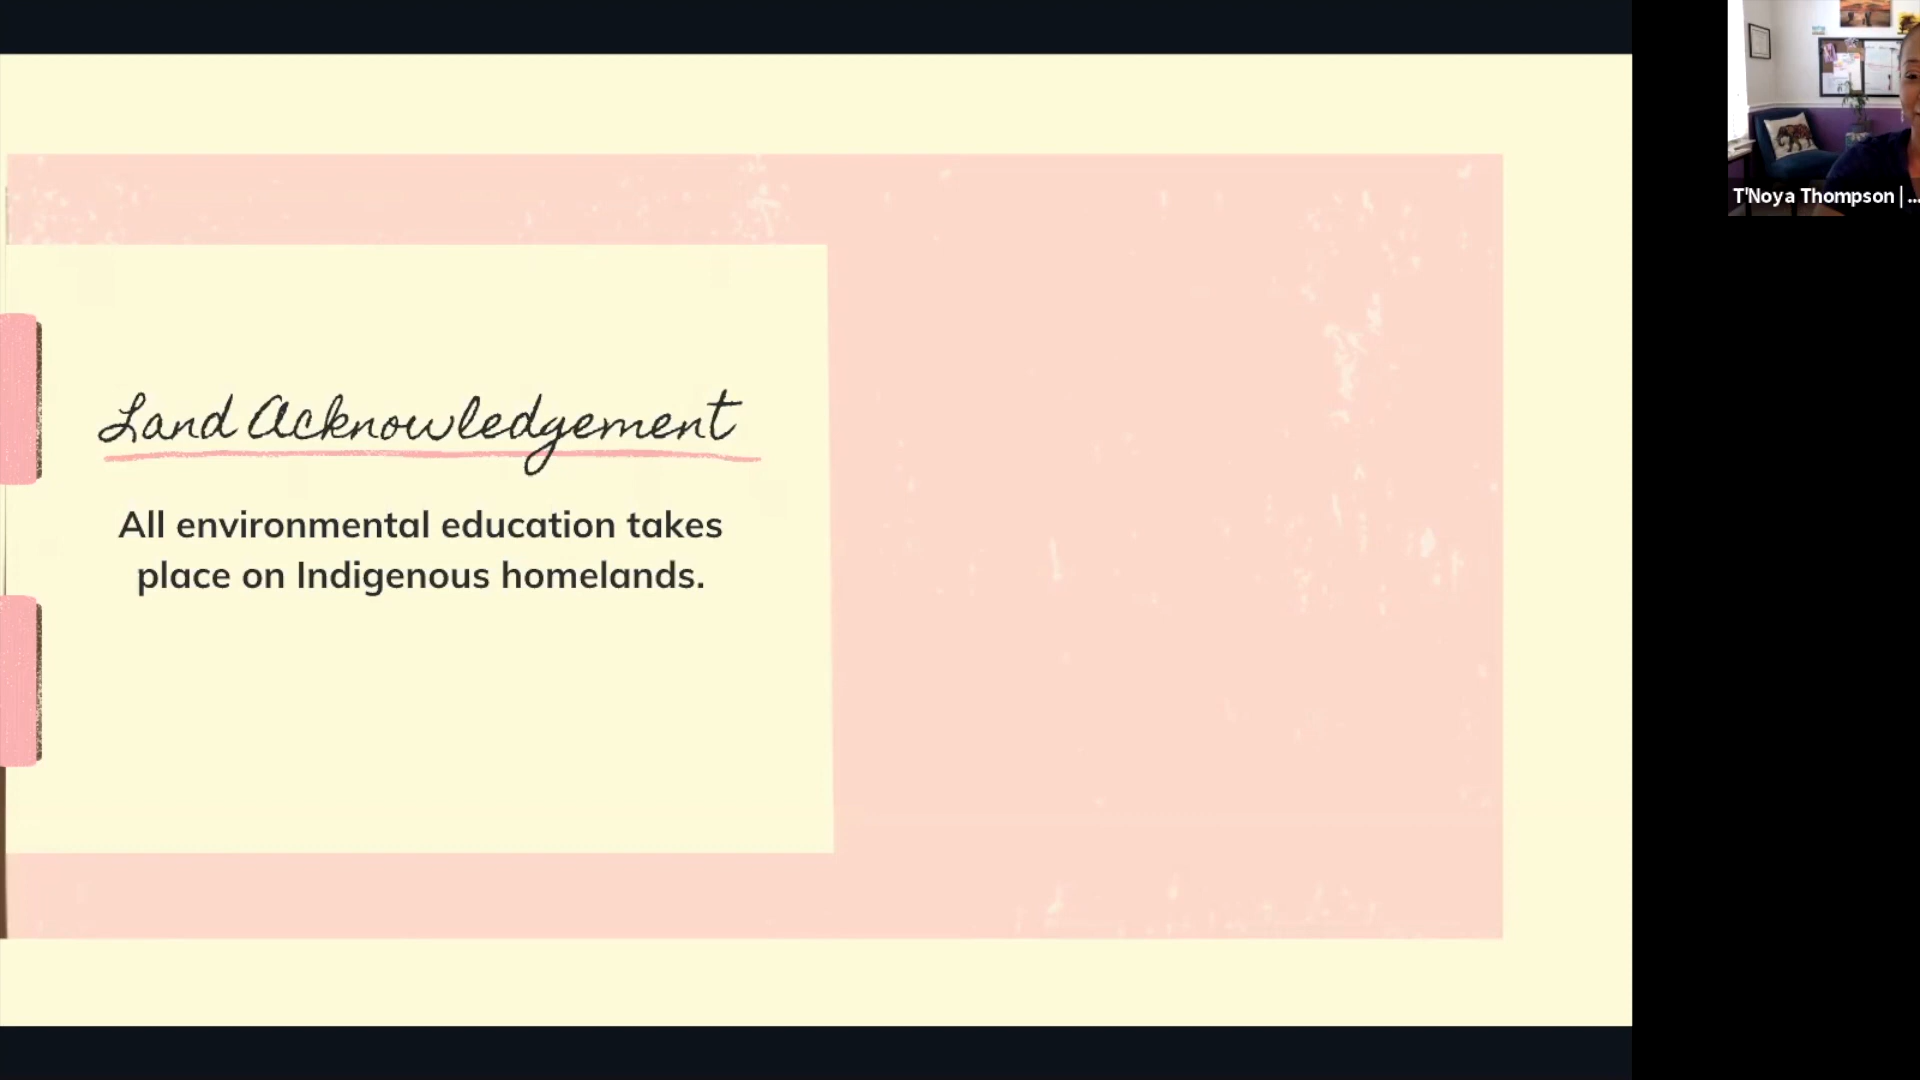 Land Acknowledgement
All environmental education takes
place on Indigenous homelands.
T'Noya Thompson | ...